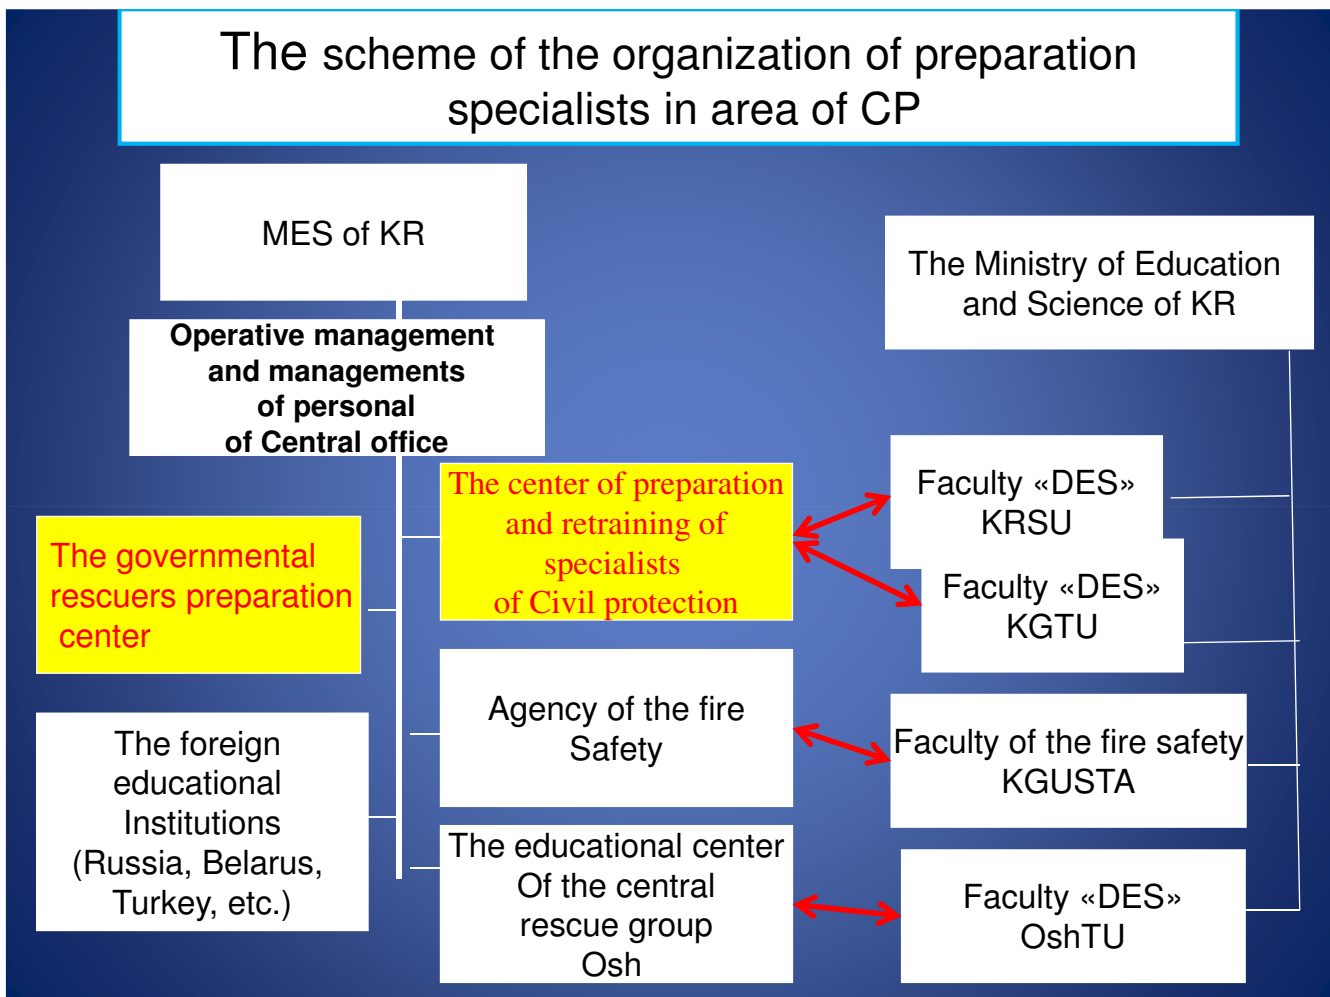 The scheme of the organization of preparation
specialists in area of CP
MES of KR
Operative management
and managements
of personal
of Central office
The Ministry of Education
and Science of KR
The center of preparation
and retraining of
specialists
of Civil protection
Faculty «DES»
KRSU
The governmental
rescuers preparation
center
Faculty «DES»
KGTU
Agency of the fire
Safety
Faculty of the fire safety
KGUSTA
The foreign
educational
Institutions
(Russia, Belarus,
Turkey, etc.)
The educational center
Of the central
rescue group
Osh
Faculty «DES»
OshTU